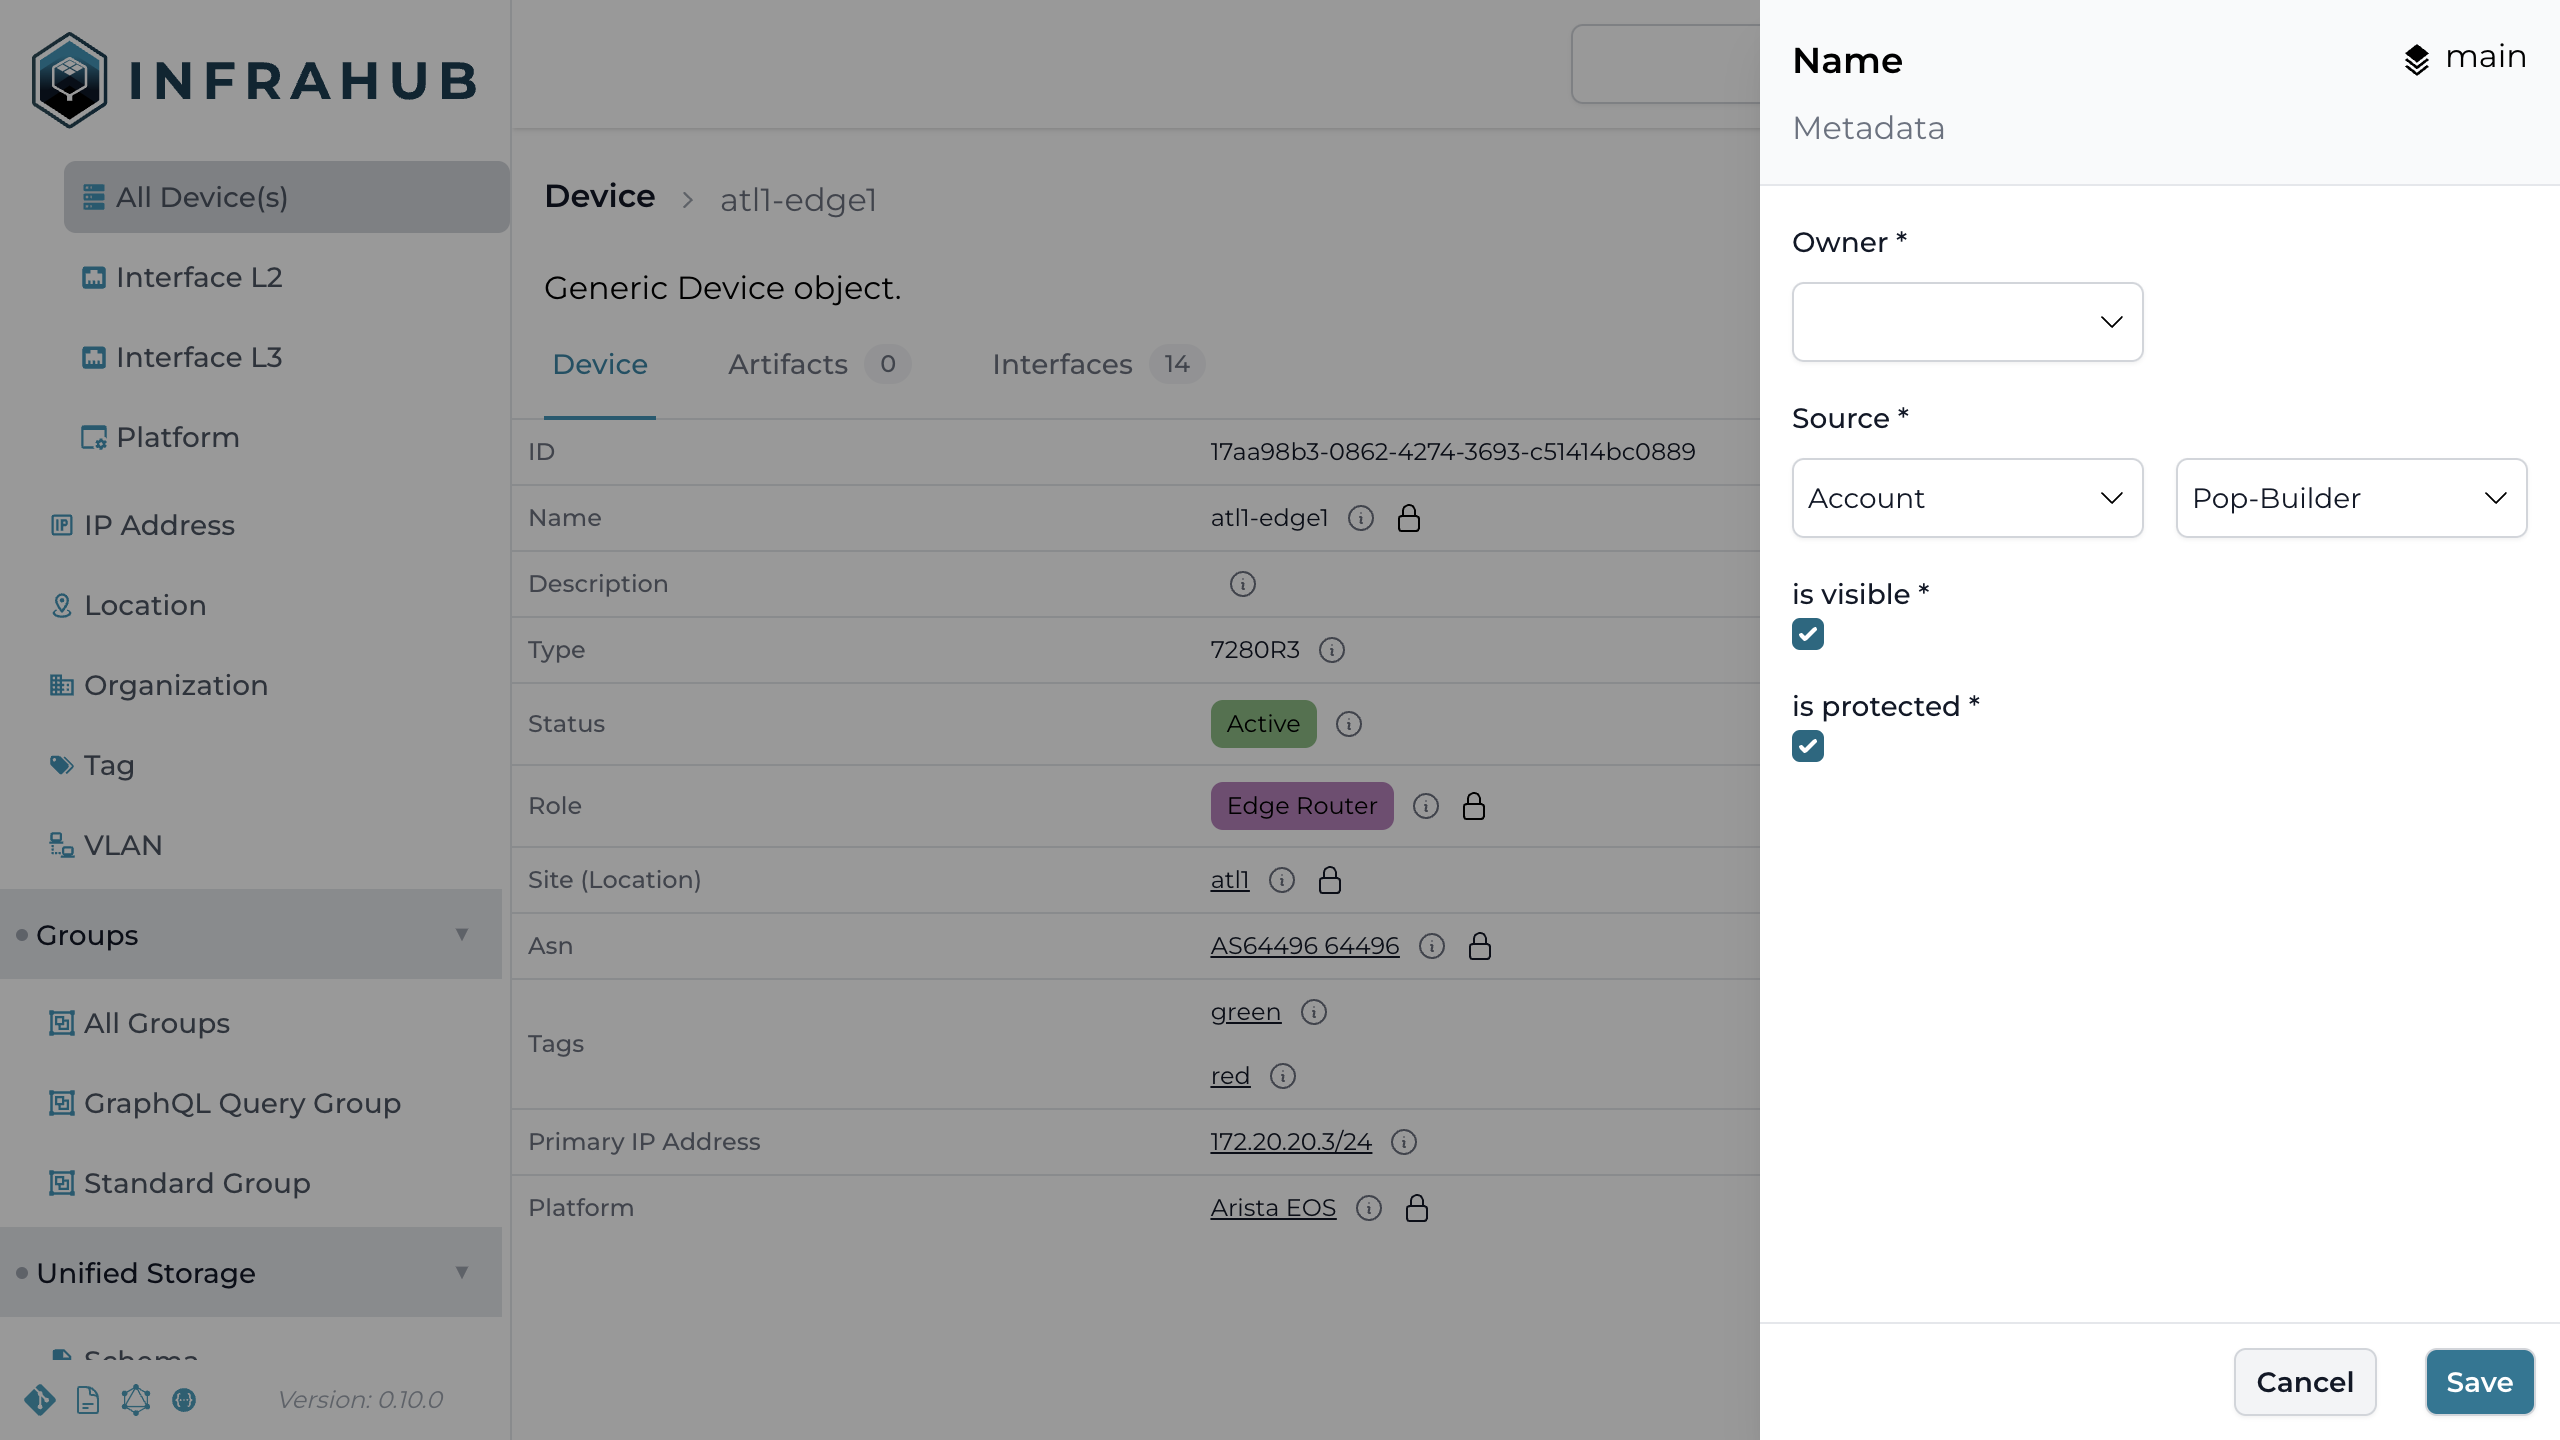 INFRAHUB
All Device(s)
Interface L2
Interface L3
Platform
IP Address
Location
Organization
Tag
VLAN
Groups
All Groups
GraphQL Query Group
Standard Group
Unified Storage
Schema
Version: 0.10.0
Device > atl1-edge1
Generic Device object.
Device Artifacts 0 Interfaces 14
ID 17aa98b3-0862-4274-3693-c51414bc0889
Name atl1-edge1
Description
Type 7280R3
Status Active
Role Edge Router
Site (Location) atl1
Asn AS64496 64496
Tags green
red
Primary IP Address 172.20.20.3/24
Platform Arista EOS
Name
main
Metadata
Owner *
Source *
Account Pop-Builder
is visible *
is protected *
Cancel Save